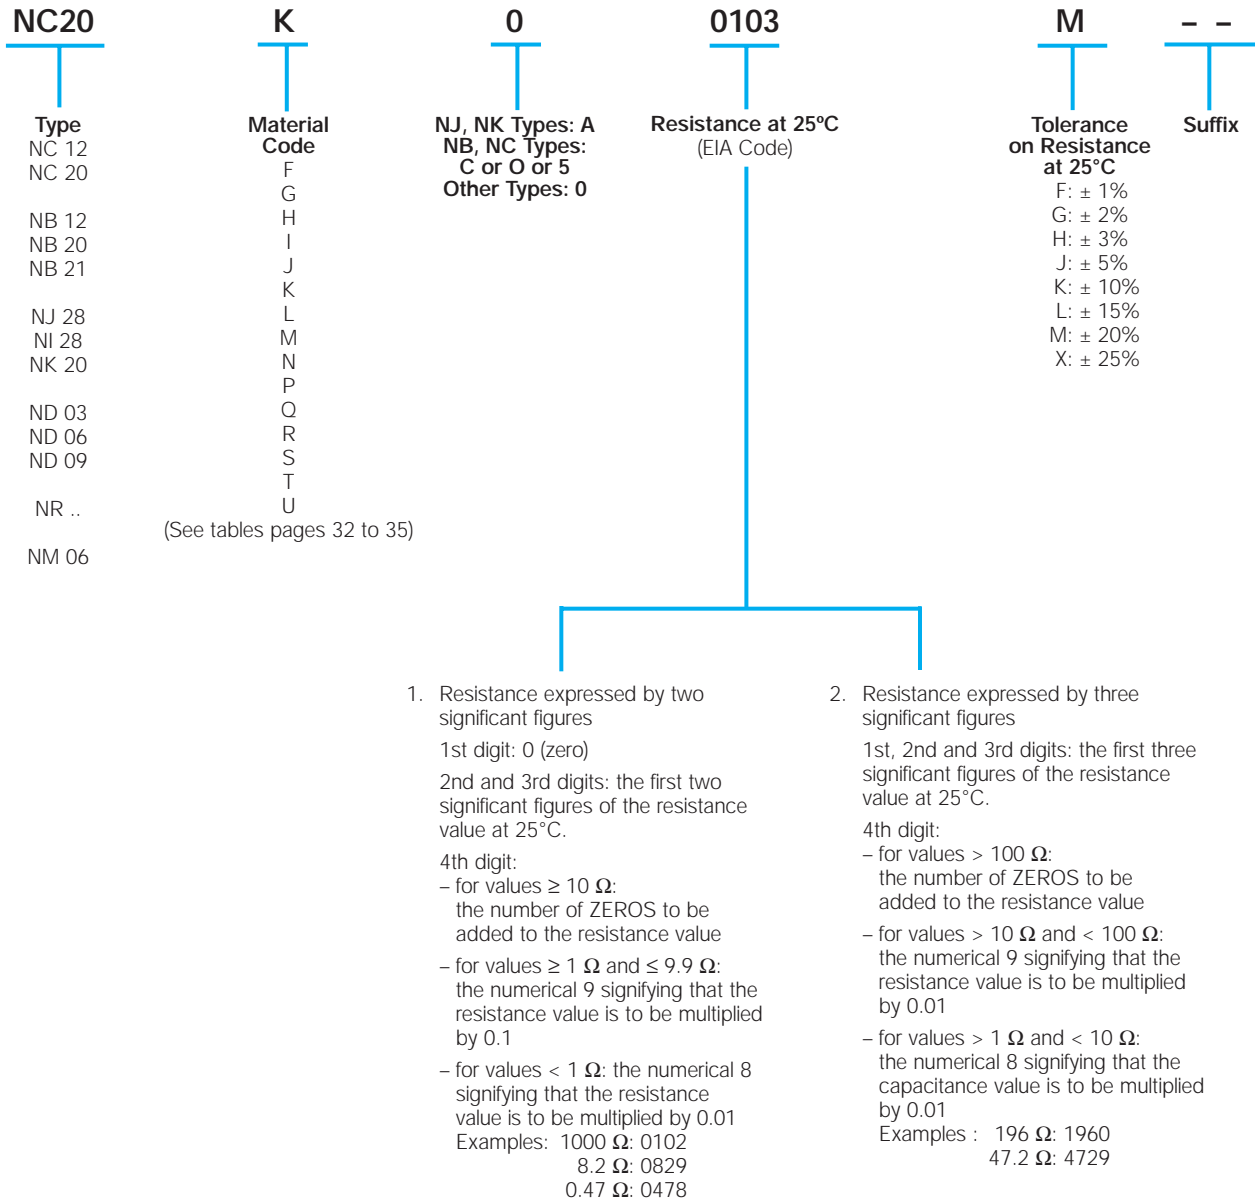 NC20 K 0 0103 M – –
Type
NC 12
NC 20
NB 12
NB 20
NB 21
NJ 28
NI 28
NK 20
ND 03
ND 06
ND 09
NR ..
NM 06
Material
Code
F
G
H
I
J
K
L
M
N
P
Q
R
S
T
U
(See tables pages 32 to 35)
NJ, NK Types: A
NB, NC Types:
C or O or 5
Other Types: 0
Resistance at 25ºC
(EIA Code)
Tolerance
on Resistance
at 25°C
F: ± 1%
G: ± 2%
H: ± 3%
J: ± 5%
K: ± 10%
L: ± 15%
M: ± 20%
X: ± 25%
Suffix
1. Resistance expressed by two
significant figures
1st digit: 0 (zero)
2nd and 3rd digits: the first two
significant figures of the resistance
value at 25°C.
4th digit:
– for values ≥ 10 Ω:
the number of ZEROS to be
added to the resistance value
– for values ≥ 1 Ω and ≤ 9.9 Ω:
the numerical 9 signifying that the
resistance value is to be multiplied
by 0.1
– for values < 1 Ω: the numerical 8
signifying that the resistance
value is to be multiplied by 0.01
Examples: 1000 Ω: 0102
8.2 Ω: 0829
0.47 Ω: 0478
2. Resistance expressed by three
significant figures
1st, 2nd and 3rd digits: the first three
significant figures of the resistance
value at 25°C.
4th digit:
– for values > 100 Ω:
the number of ZEROS to be
added to the resistance value
– for values > 10 Ω and < 100 Ω:
the numerical 9 signifying that the
resistance value is to be multiplied
by 0.01
– for values > 1 Ω and < 10 Ω:
the numerical 8 signifying that the
capacitance value is to be multiplied
by 0.01
Examples : 196 Ω: 1960
47.2 Ω: 4729